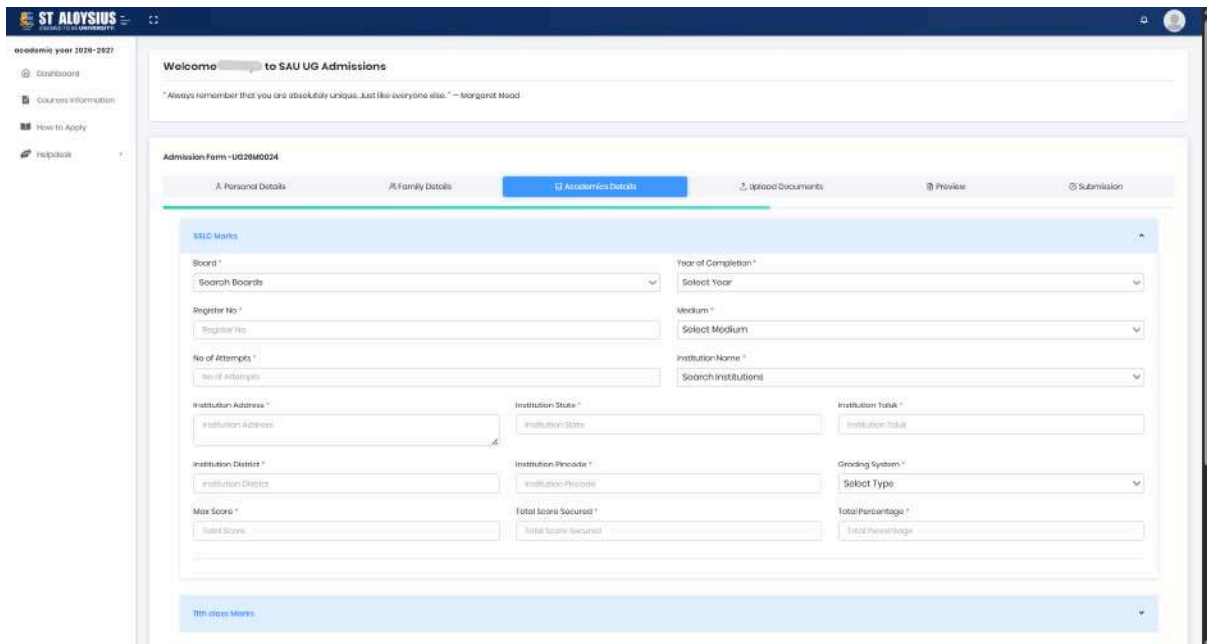 ST ALOYSIUS
(DEEMED TO BE UNIVERSITY)
academic year 2026-2027
Dashboard
Courses Information
How to Apply
Helpdesk
Welcome to SAU UG Admissions
"Always remember that you are absolutely unique. Just like everyone else." — Margaret Mead
Admission Form -UG26M0024
Personal Details
Family Details
Academics Details
Upload Documents
Preview
Submission
SSLC Marks
Board *
Year of Completion *
Search Boards
Select Year
Register No *
Medium *
Register No
Select Medium
No of Attempts *
Institution Name *
No of Attempts
Search Institutions
Institution Address *
Institution State *
Institution Taluk *
Institution Address
Institution State
Institution Taluk
Institution District *
Institution Pincode *
Grading System *
Institution District
Institution Pincode
Select Type
Max Score *
Total Score Secured *
Total Percentage *
Total Score
Total Score Secured
Total Percentage
11th class Marks